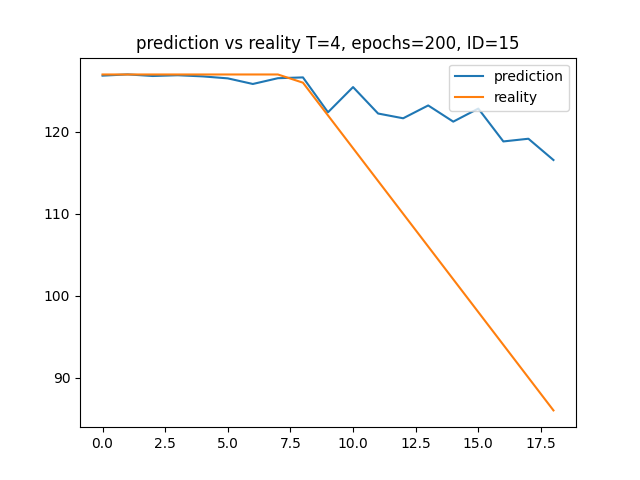 prediction vs reality T=4, epochs=200, ID=15
prediction
reality
120
110
100
90
0.0 2.5 5.0 7.5 10.0 12.5 15.0 17.5